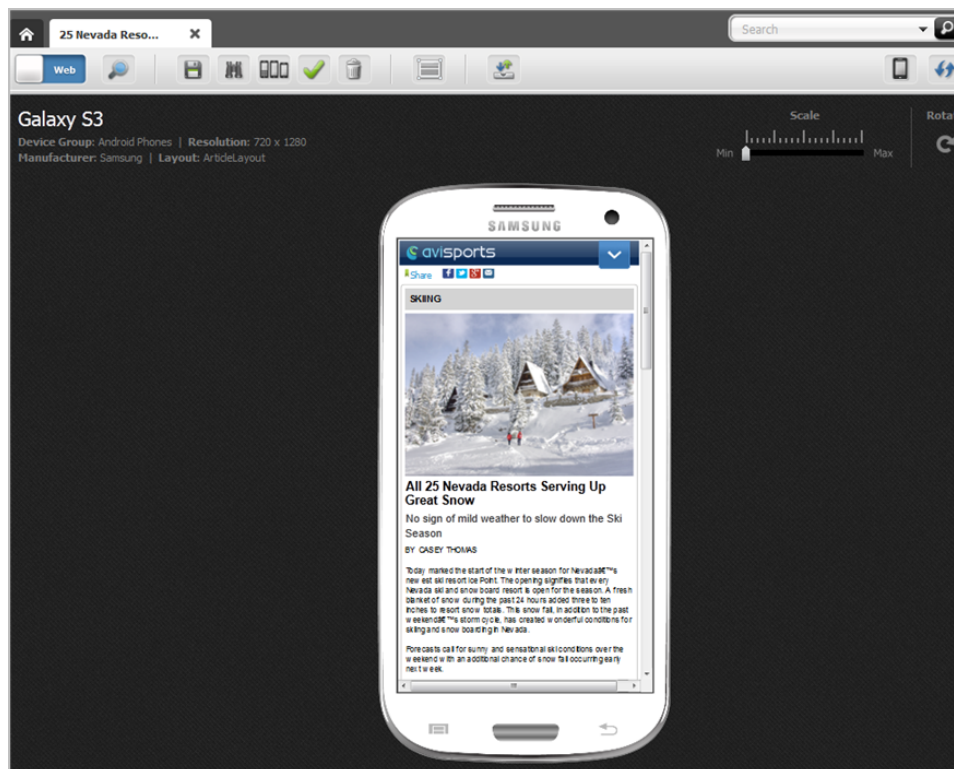 25 Nevada Reso...
Search
Web
Galaxy S3
Device Group: Android Phones | Resolution: 720 x 1280
Manufacturer: Samsung | Layout: ArticleLayout
Scale
Min
Max
Rota
SAMSUNG
avisports
Share
SKIING
All 25 Nevada Resorts Serving Up
Great Snow
No sign of mild weather to slow down the Ski
Season
BY CASEY THOMAS
Today marked the start of the winter season for Nevadaâ€™s
newest ski resort Ice Point. The opening signifies that every
Nevada ski and snow board resort is open for the season. A fresh
blanket of snow during the past 24 hours added three to ten
inches to resort snow totals. This snow fall, in addition to the past
weekendâ€™s storm cycle, has created wonderful conditions for
skiing and snow boarding in Nevada.
Forecasts call for sunny and sensational ski conditions over the
weekend with an additional chance of snow fall occurring early
next week.